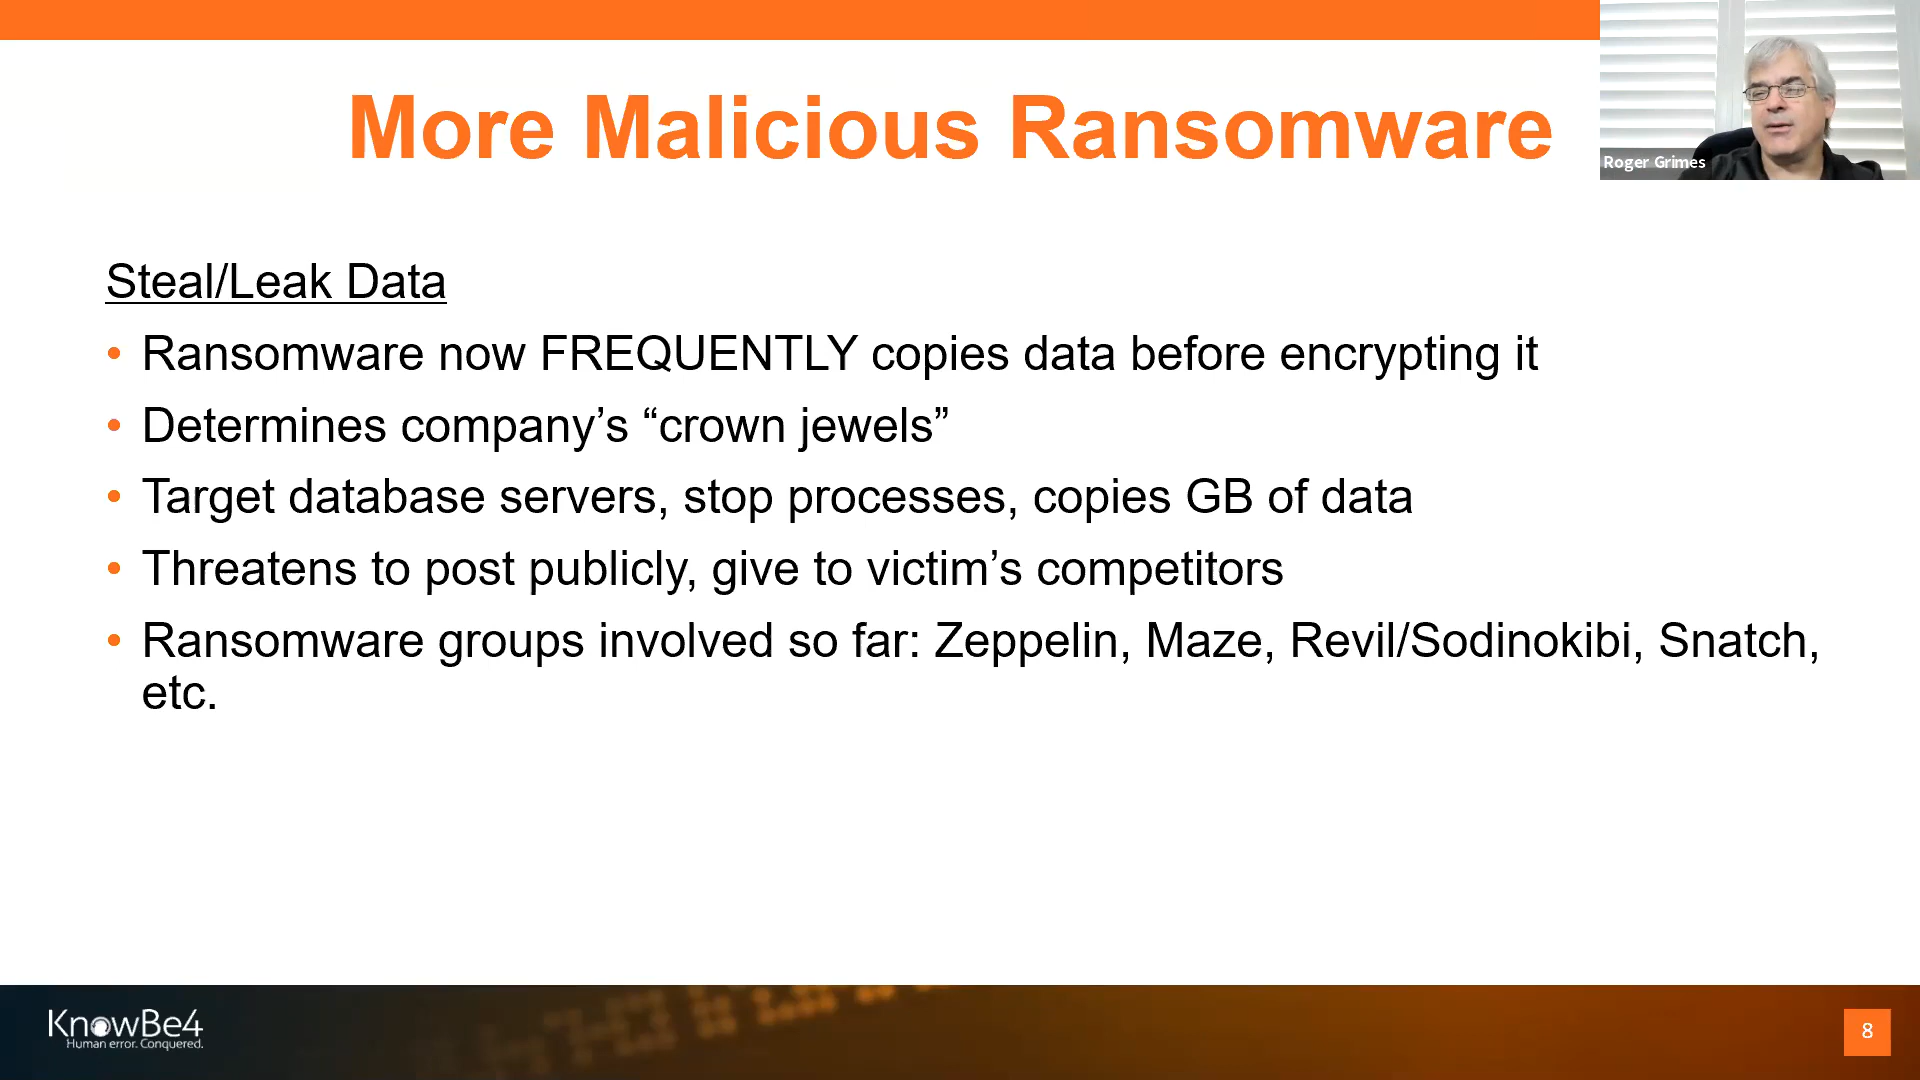 More Malicious Ransomware
Roger Grimes
Steal/Leak Data
• Ransomware now FREQUENTLY copies data before encrypting it
• Determines company’s “crown jewels”
• Target database servers, stop processes, copies GB of data
• Threatens to post publicly, give to victim’s competitors
• Ransomware groups involved so far: Zeppelin, Maze, Revil/Sodinokibi, Snatch,
etc.
KnowBe4
Human error. Conquered.
8